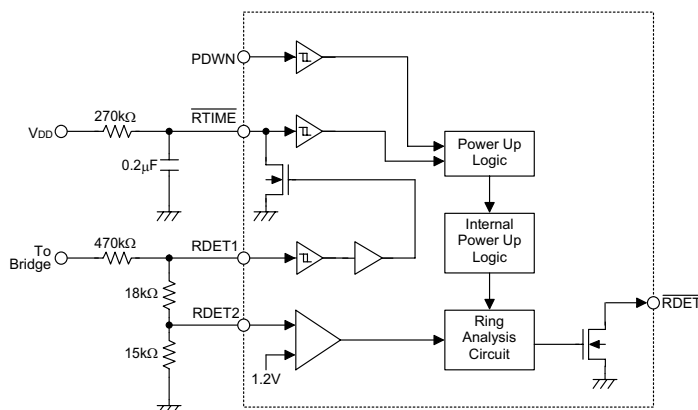 PDWN
270kΩ
RTIME
VDD
0.2μF
Power Up
Logic
To
Bridge
470kΩ
RDET1
Internal
Power Up
Logic
18kΩ
RDET2
RDET
Ring
Analysis
Circuit
15kΩ
1.2V